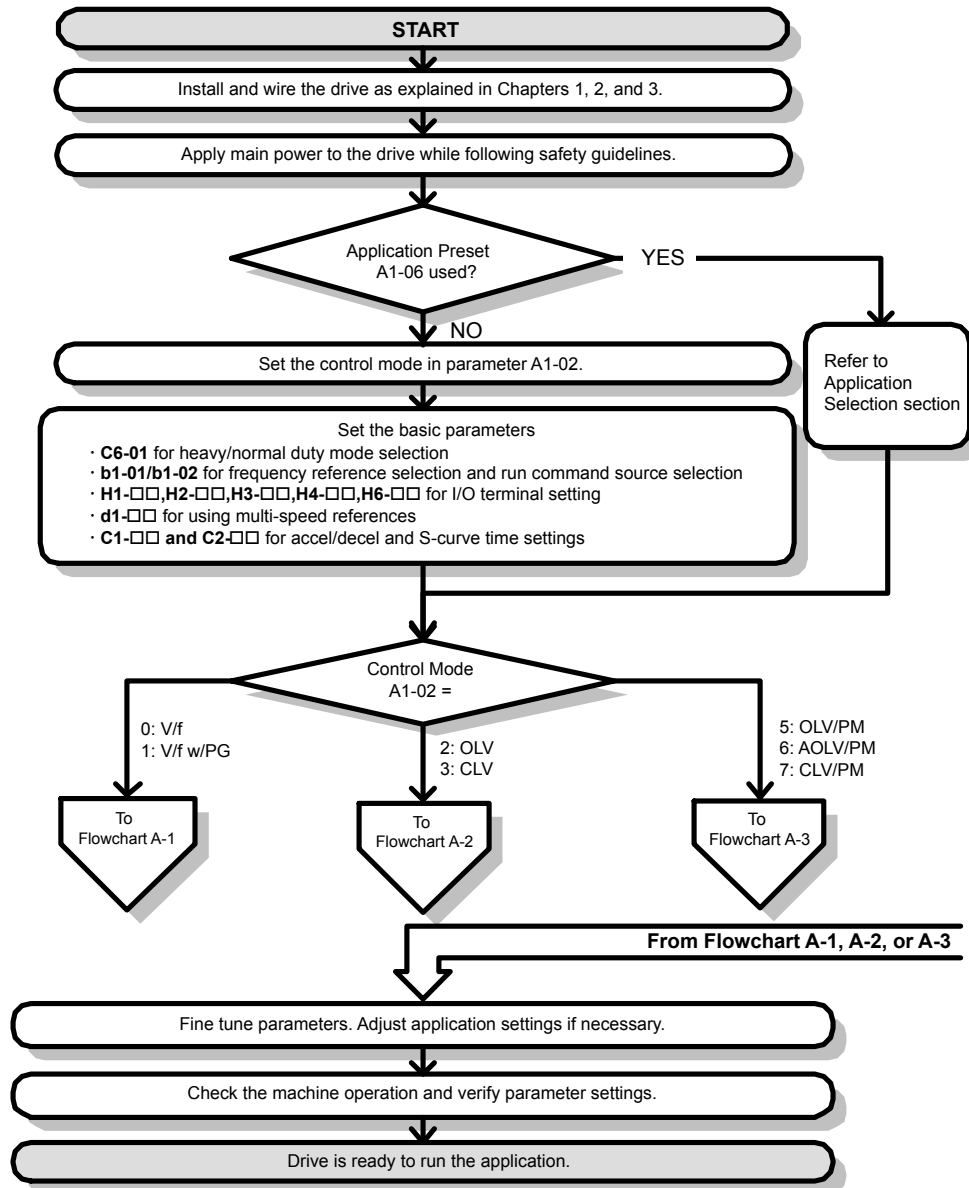 START
Install and wire the drive as explained in Chapters 1, 2, and 3.
Apply main power to the drive while following safety guidelines.
Application Preset
A1-06 used?
YES
NO
Set the control mode in parameter A1-02.
Refer to
Application
Selection section
Set the basic parameters
· C6-01 for heavy/normal duty mode selection
· b1-01/b1-02 for frequency reference selection and run command source selection
· H1-□□,H2-□□,H3-□□,H4-□□,H6-□□ for I/O terminal setting
· d1-□□ for using multi-speed references
· C1-□□ and C2-□□ for accel/decel and S-curve time settings
Control Mode
A1-02 =
0: V/f
1: V/f w/PG
2: OLV
3: CLV
5: OLV/PM
6: AOLV/PM
7: CLV/PM
To
Flowchart A-1
To
Flowchart A-2
To
Flowchart A-3
From Flowchart A-1, A-2, or A-3
Fine tune parameters. Adjust application settings if necessary.
Check the machine operation and verify parameter settings.
Drive is ready to run the application.